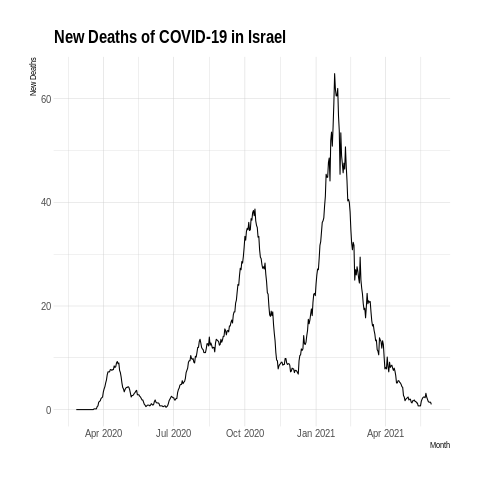 New Deaths of COVID-19 in Israel
New Deaths
60
40
20
0
Apr 2020 Jul 2020 Oct 2020 Jan 2021 Apr 2021
Month